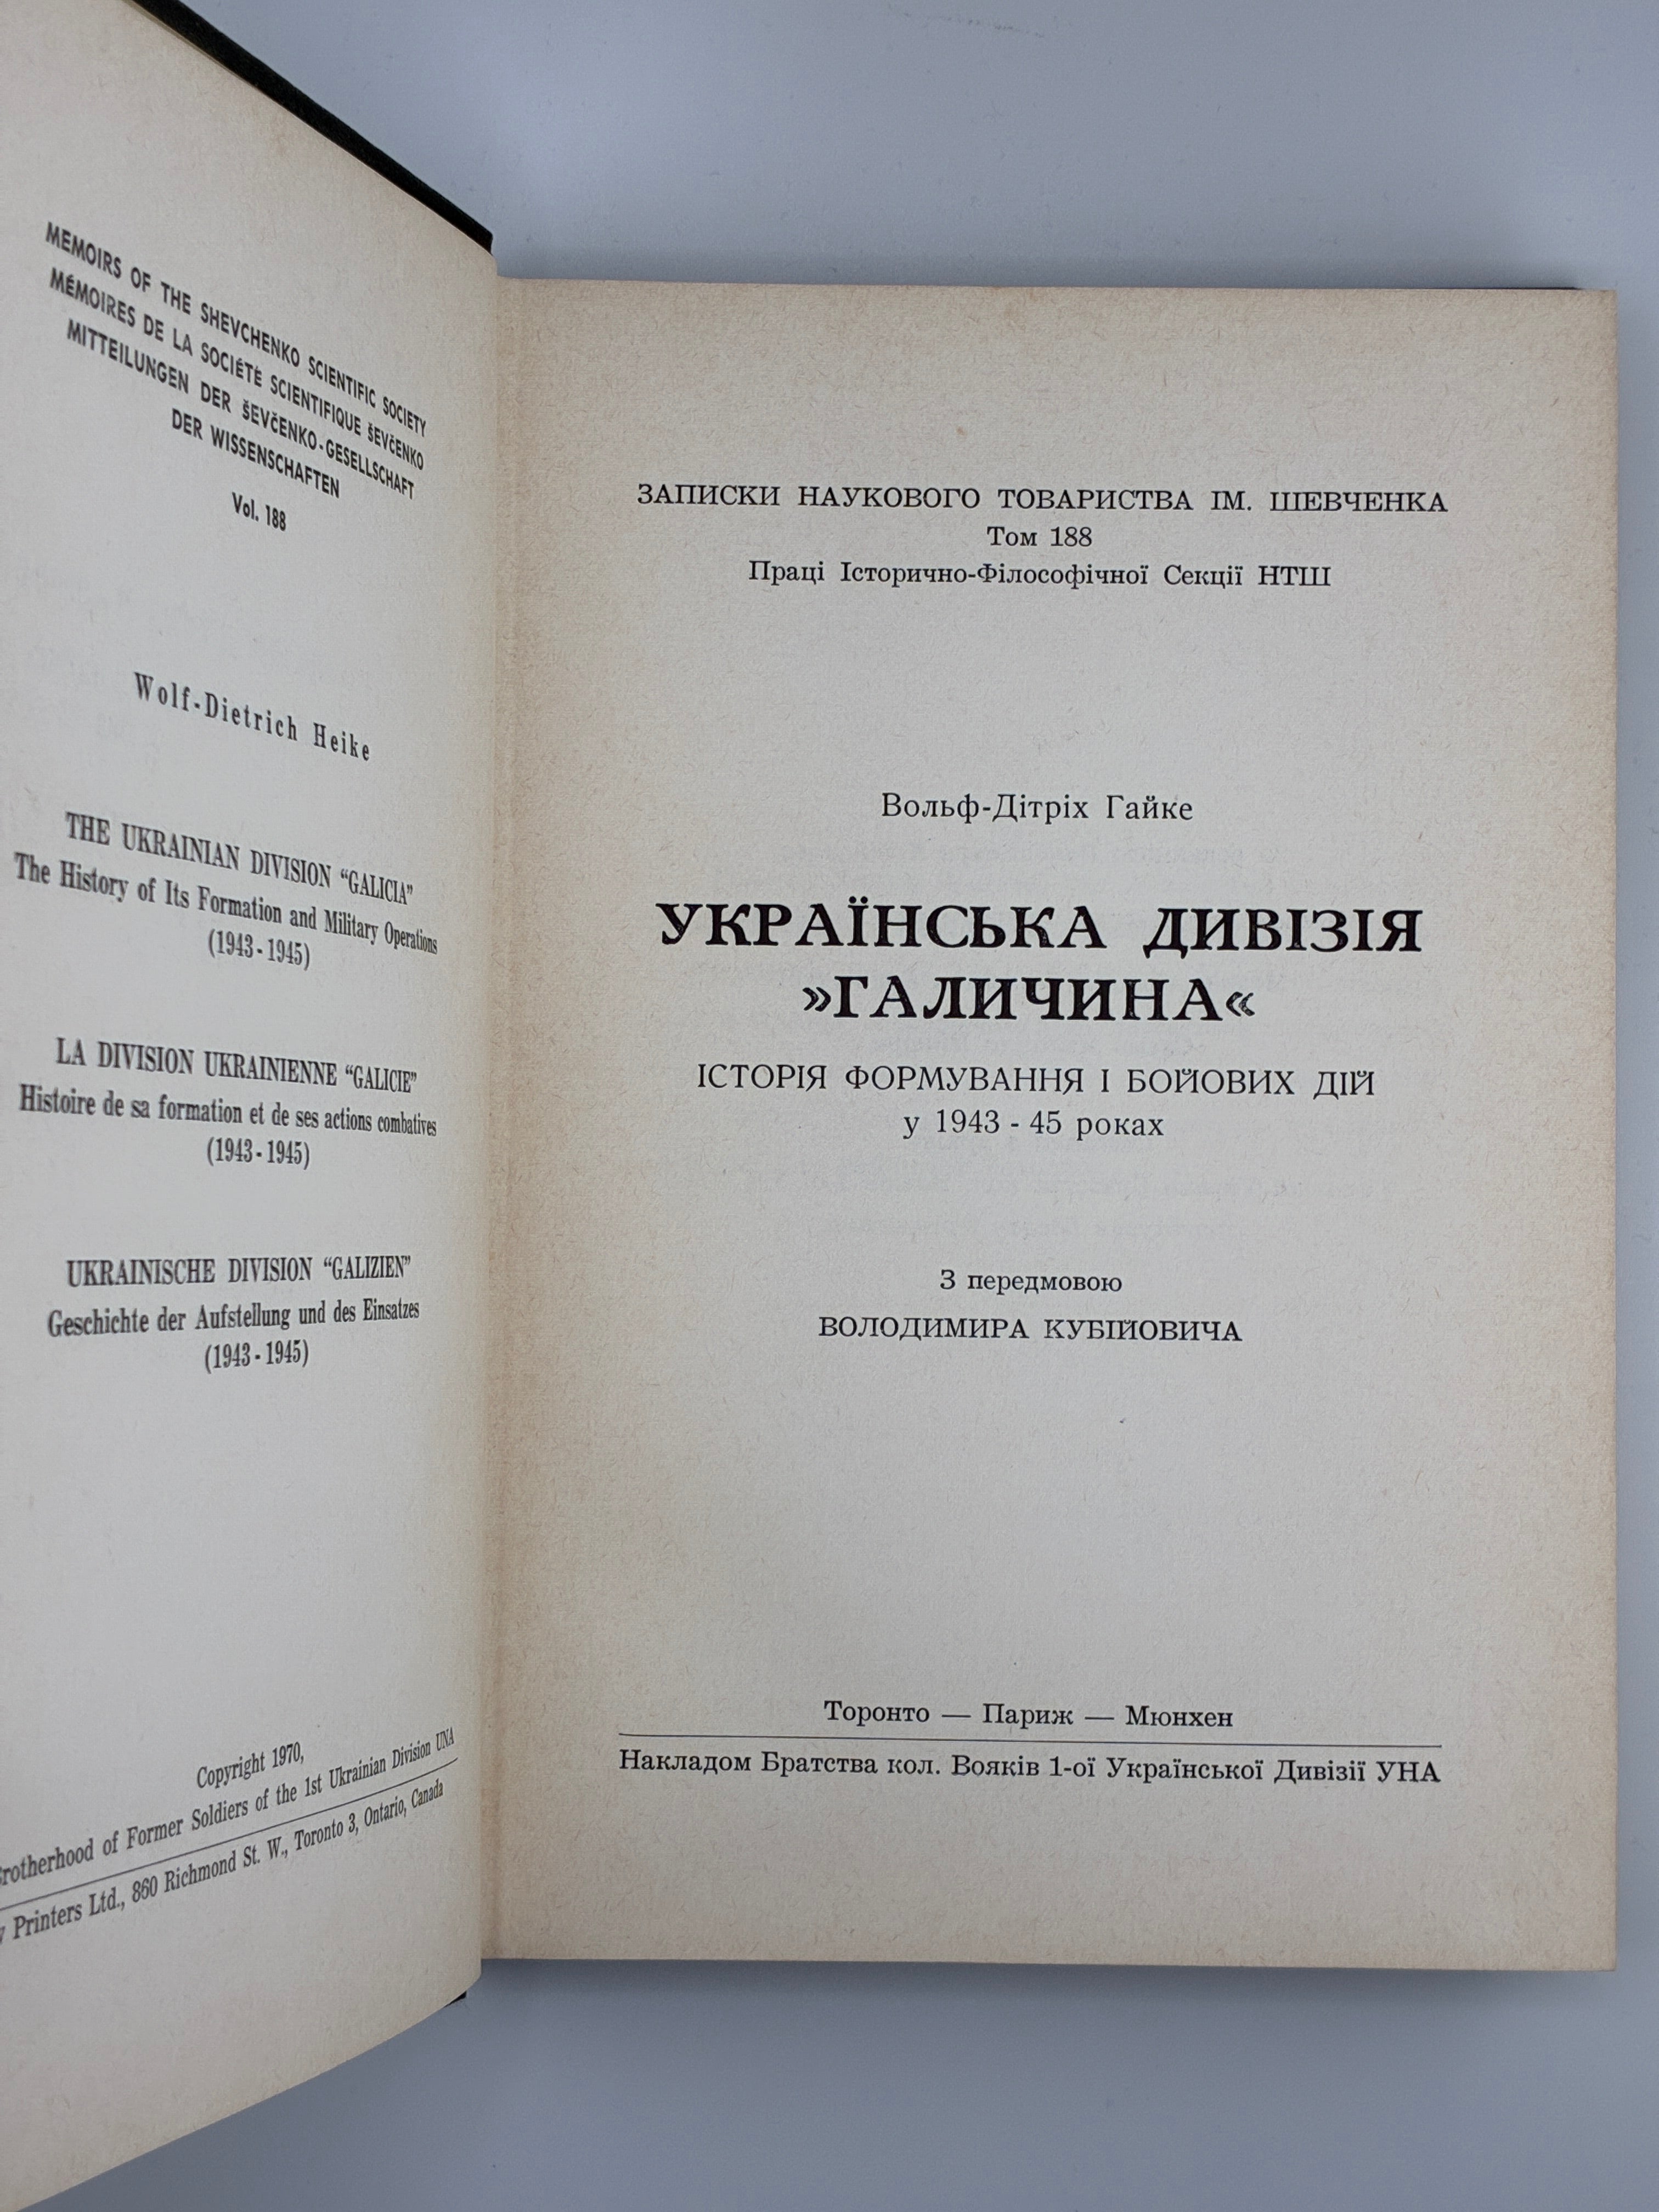 MEMOIRS OF THE SHEVCHENKO SCIENTIFIC SOCIETY
MÉMOIRES DE LA SOCIÉTÉ SCIENTIFIQUE ŠEVČENKO
MITTEILUNGEN DER ŠEVČENKO-GESELLSCHAFT
DER WISSENSCHAFTEN
Vol. 188
Wolf-Dietrich Heike
THE UKRAINIAN DIVISION “GALICIA”
The History of Its Formation and Military Operations
(1943-1945)
LA DIVISION UKRAINIENNE “GALICIE”
Histoire de sa formation et de ses actions combatives
(1943-1945)
UKRAINISCHE DIVISION “GALIZIEN”
Geschichte der Aufstellung und des Einsatzes
(1943-1945)
Copyright 1970,
of Former Soldiers of the 1st Ukrainian Division UNA
Printers Ltd., 860 Richmond St. W., Toronto 3, Ontario, Canada
ЗАПИСКИ НАУКОВОГО ТОВАРИСТВА ІМ. ШЕВЧЕНКА
Том 188
Праці Історично-Філософічної Секції НТШ
Вольф-Дітріх Гайке
УКРАЇНСЬКА ДИВІЗІЯ
»ГАЛИЧИНА«
ІСТОРІЯ ФОРМУВАННЯ І БОЙОВИХ ДІЙ
у 1943 - 45 роках
З передмовою
ВОЛОДИМИРА КУБІЙОВИЧА
Торонто — Париж — Мюнхен
Накладом Братства кол. Вояків 1-ої Української Дивізії УНА